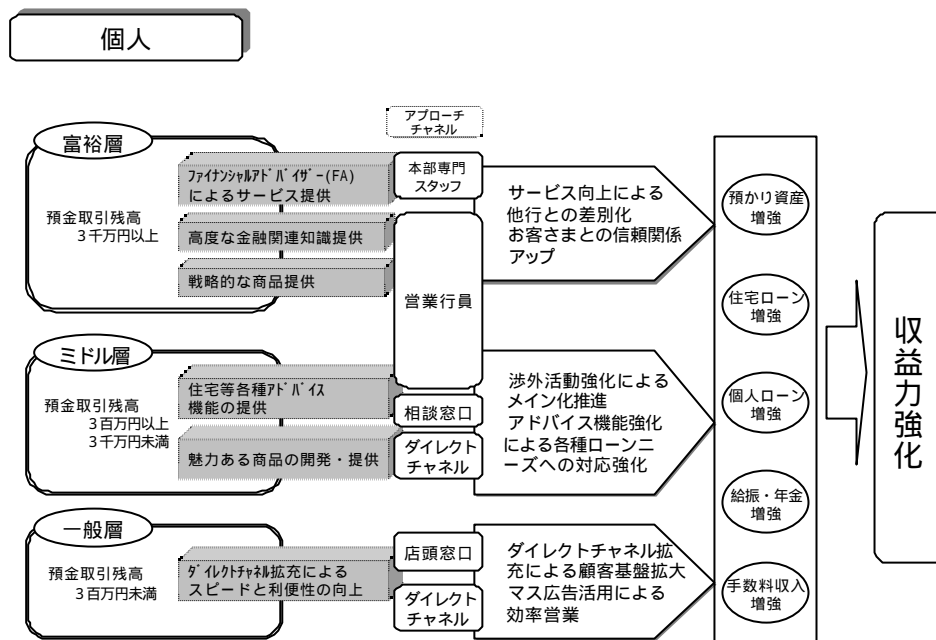 個人
アプローチ
チャネル
富裕層
預金取引残高
3千万円以上
ファイナンシャルアドバイザー(FA)
によるサービス提供
高度な金融関連知識提供
戦略的な商品提供
本部専門
スタッフ
営業行員
サービス向上による
他行との差別化
お客さまとの信頼関係
アップ
ミドル層
預金取引残高
3百万円以上
3千万円未満
住宅等各種アドバイス
機能の提供
魅力ある商品の開発・提供
相談窓口
ダイレクト
チャネル
渉外活動強化による
メイン化推進
アドバイス機能強化
による各種ローンニ
ーズへの対応強化
一般層
預金取引残高
3百万円未満
ダイレクトチャネル拡充による
スピードと利便性の向上
店頭窓口
ダイレクト
チャネル
ダイレクトチャネル拡
充による顧客基盤拡大
マス広告活用による
効率営業
預かり資産
増強
住宅ローン
増強
個人ローン
増強
給振・年金
増強
手数料収入
増強
収益力強化